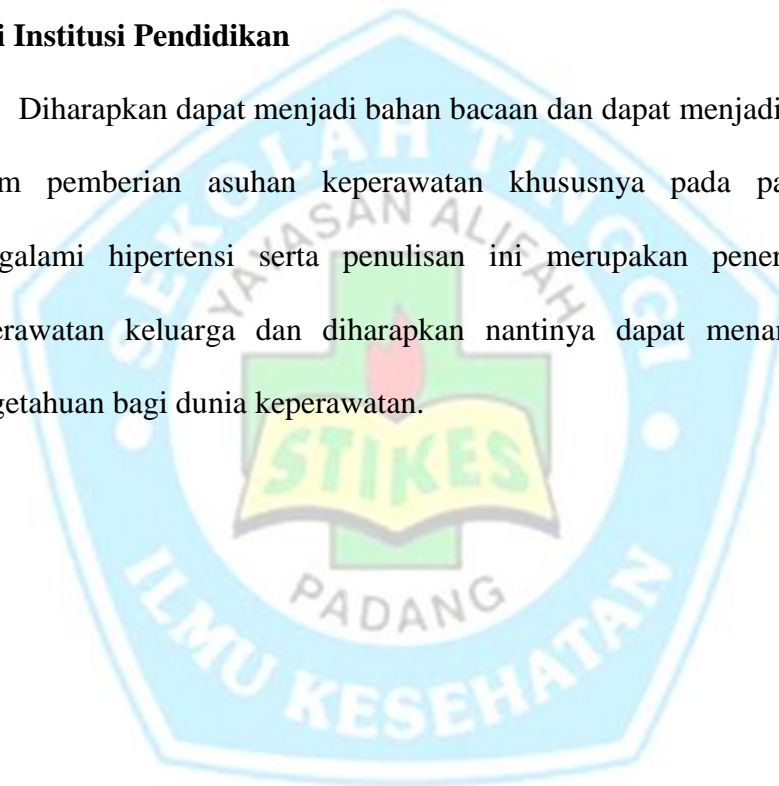 i Institusi Pendidikan
Diharapkan dapat menjadi bahan bacaan dan dapat menjadi
m pemberian asuhan keperawatan khususnya pada pa
galami hipertensi serta penulisan ini merupakan pener
erawatan keluarga dan diharapkan nantinya dapat menar
getahuan bagi dunia keperawatan.
SEKOLAH TINGGI
YAYASAN ALIFAH
STIKES
PADANG
ILMU KESEHATAN